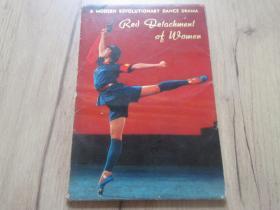 A MODERN REVOLUTIONARY DANCE DRAMA
Red Detachment
of Women